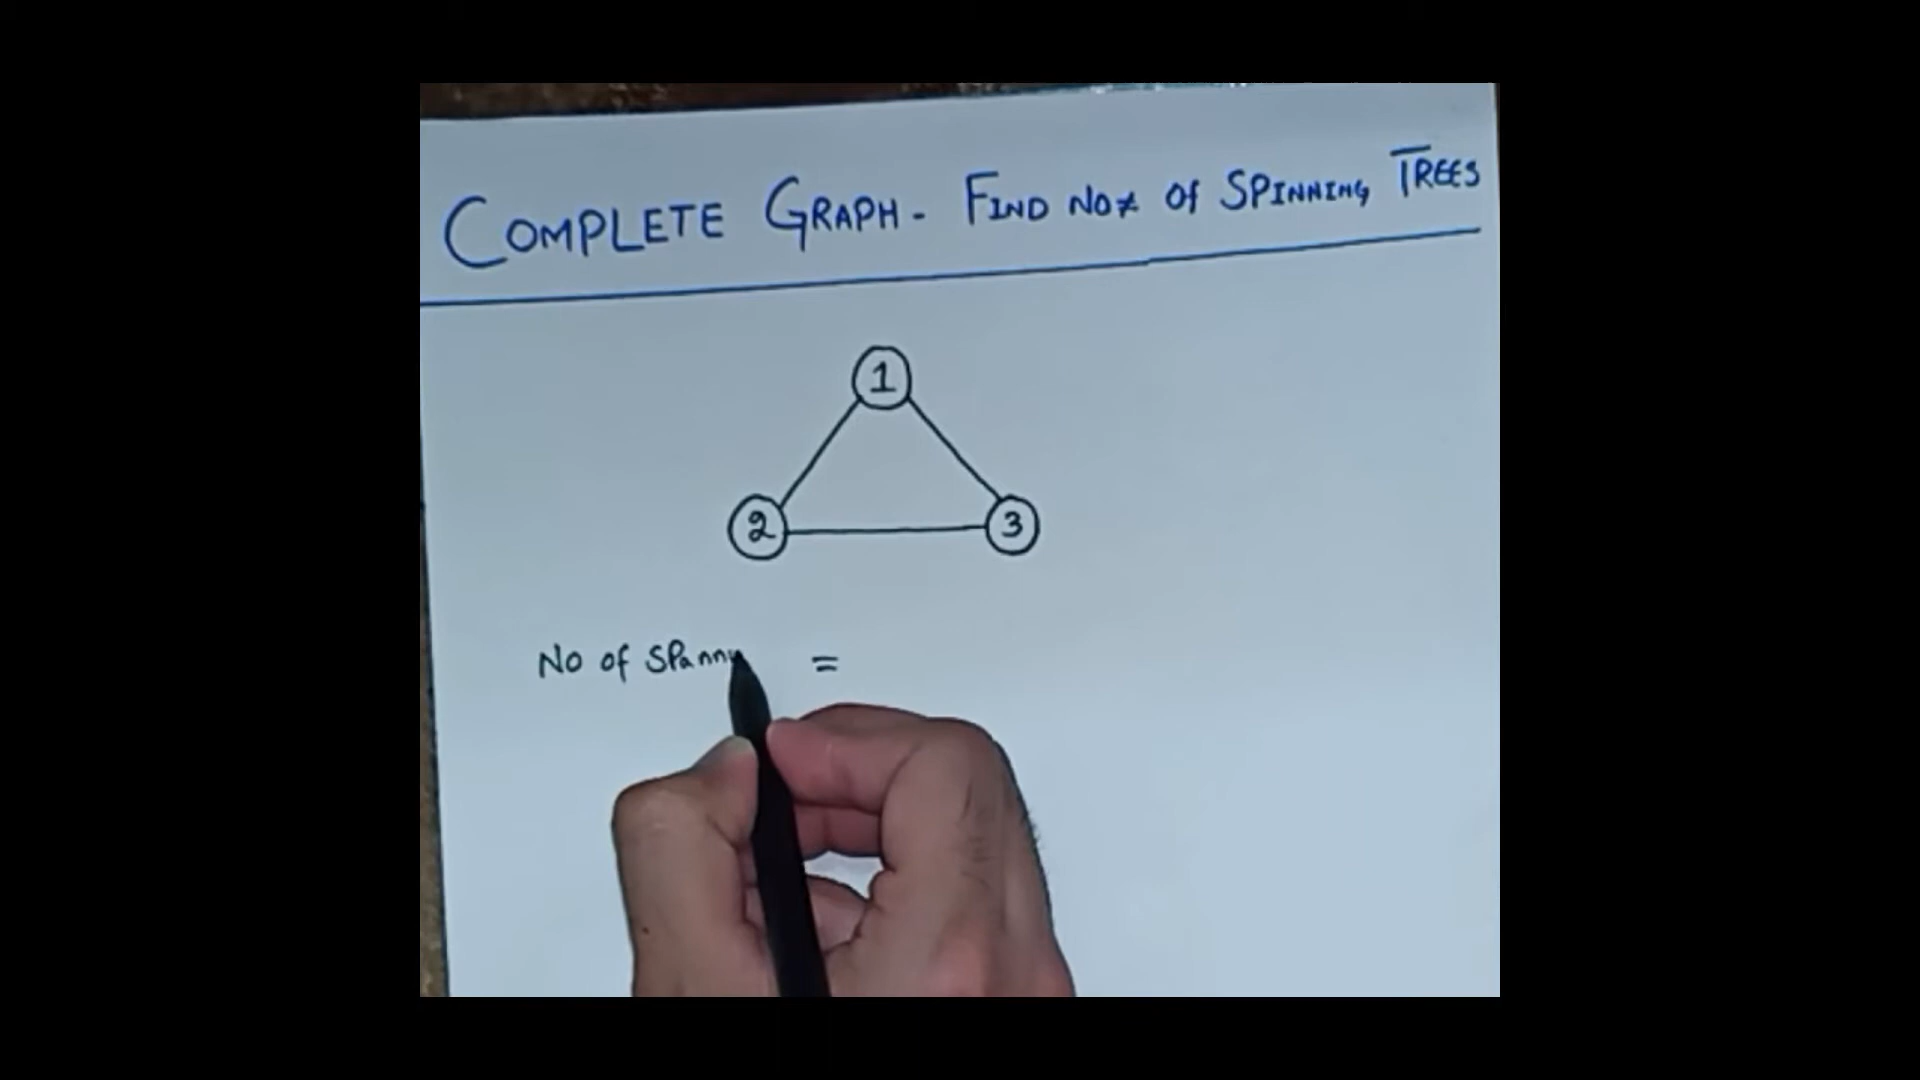 COMPLETE GRAPH - FIND NO* OF SPINNING TREES
1
2 3
No of =